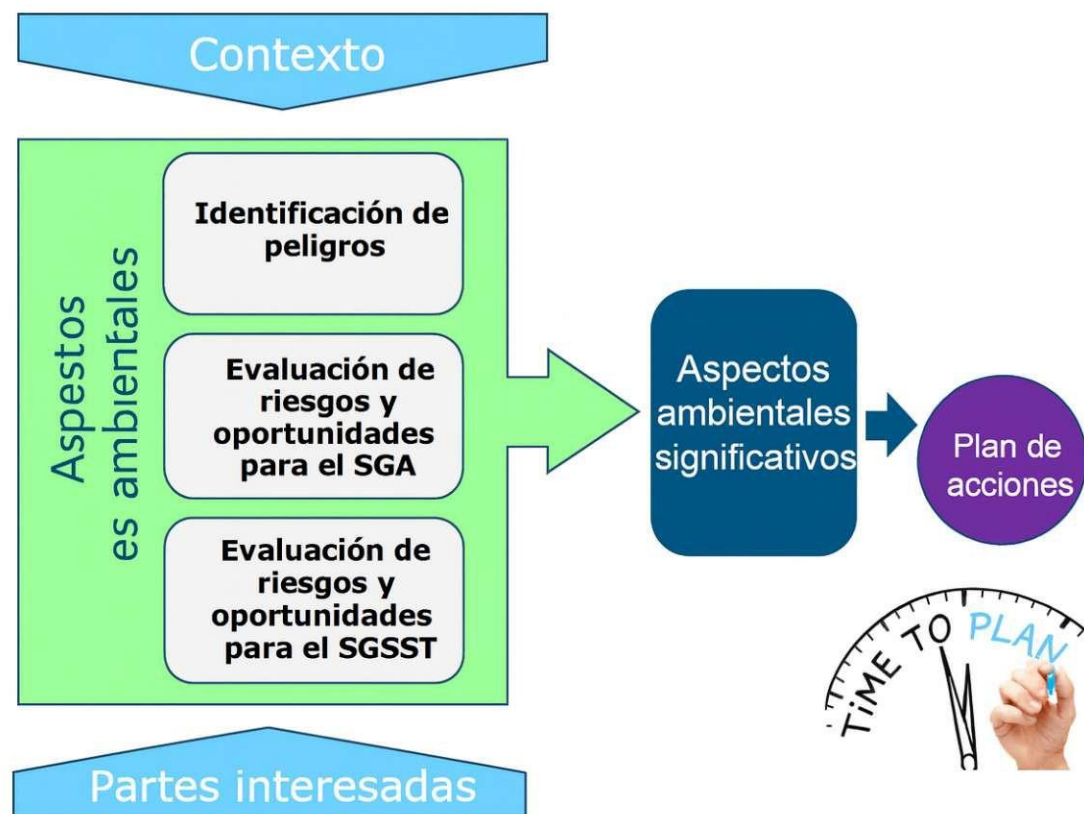 Contexto
Aspestos
es ambientales
Identificación de
peligros
Evaluación de
riesgos y
oportunidades
para el SGA
Evaluación de
riesgos y
oportunidades
para el SGSST
Aspectos
ambientales
significativos
Plan de
acciones
TiME TO PLAN
Partes interesadas